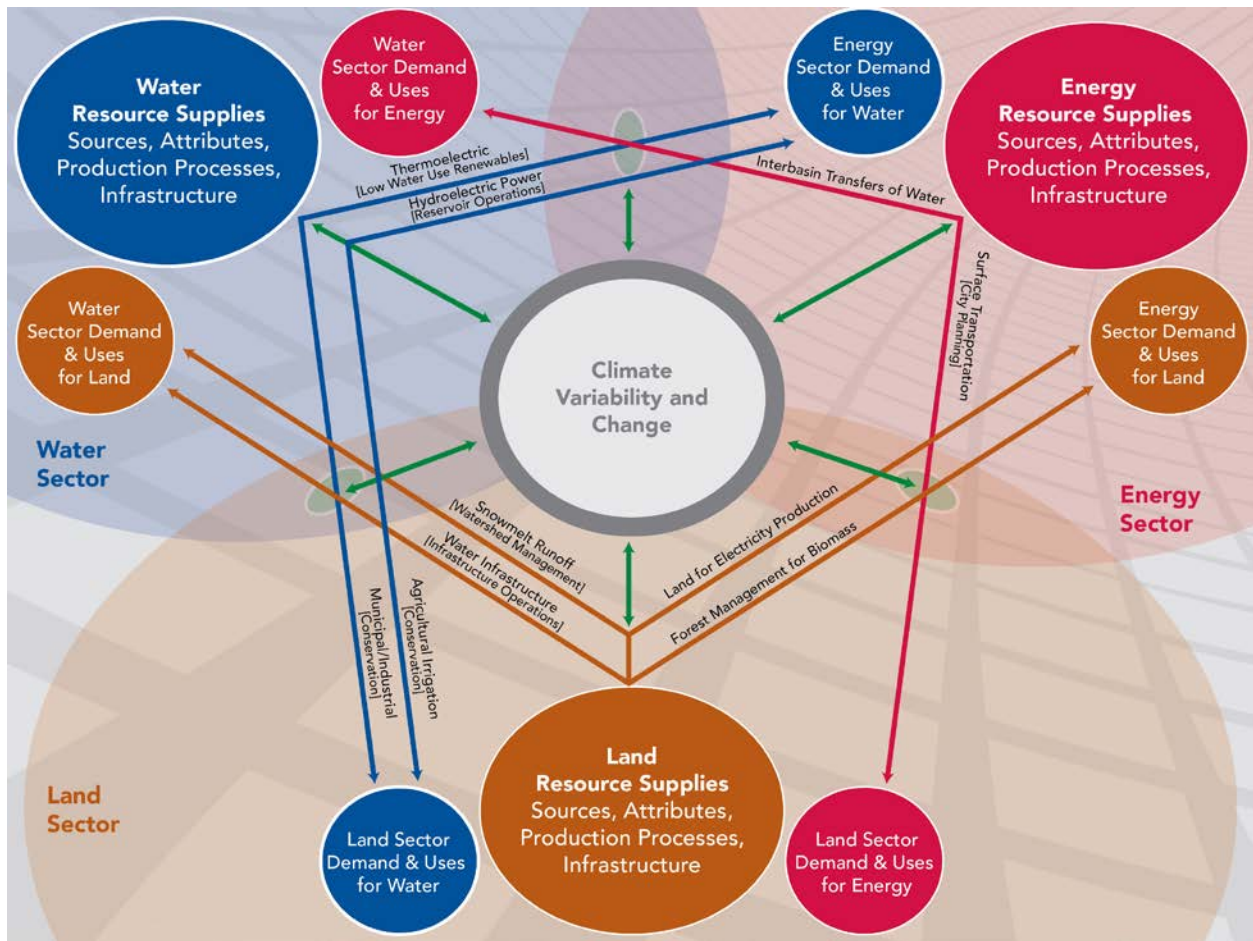 Water
Sector Demand
& Uses
for Energy
Energy
Sector Demand
& Uses
for Water
Water
Resource Supplies
Sources, Attributes,
Production Processes,
Infrastructure
Energy
Resource Supplies
Sources, Attributes,
Production Processes,
Infrastructure
Thermoelectric
[Low Water Use Renewables]
Hydroelectric Power
[Reservoir Operations]
Interbasin Transfers of Water
Surface Transportation
[City Planning]
Water
Sector Demand
& Uses
for Land
Energy
Sector Demand
& Uses
for Land
Climate
Variability and
Change
Water
Sector
Energy
Sector
Snowmelt Runoff
[Watershed Management]
Water Infrastructure
[Infrastructure Operations]
Land for Electricity Production
Forest Management for Biomass
Municipal/Industrial
[Conservation]
Agricultural Irrigation
[Conservation]
Land
Sector
Land
Resource Supplies
Sources, Attributes,
Production Processes,
Infrastructure
Land Sector
Demand & Uses
for Water
Land Sector
Demand & Uses
for Energy